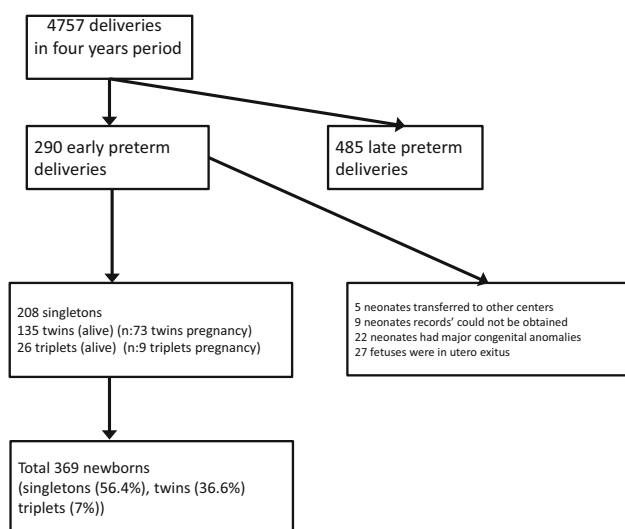 4757 deliveries
in four years period
290 early preterm
deliveries
485 late preterm
deliveries
208 singletons
135 twins (alive) (n:73 twins pregnancy)
26 triplets (alive) (n:9 triplets pregnancy)
5 neonates transferred to other centers
9 neonates records' could not be obtained
22 neonates had major congenital anomalies
27 fetuses were in utero exitus
Total 369 newborns
(singletons (56.4%), twins (36.6%)
triplets (7%))